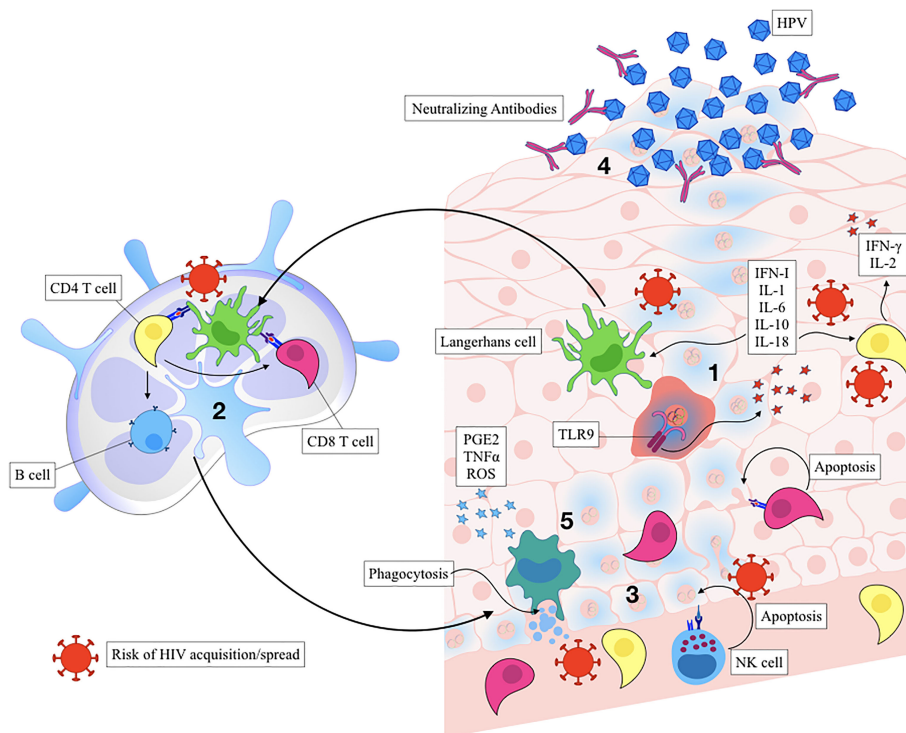 HPV
Neutralizing Antibodies
4
IFN-γ
IL-2
CD4 T cell
IFN-I
IL-1
IL-6
IL-10
IL-18
Langerhans cell
1
2
CD8 T cell
TLR9
B cell
PGE2
TNFα
ROS
Apoptosis
5
Phagocytosis
3
Apoptosis
Risk of HIV acquisition/spread
NK cell